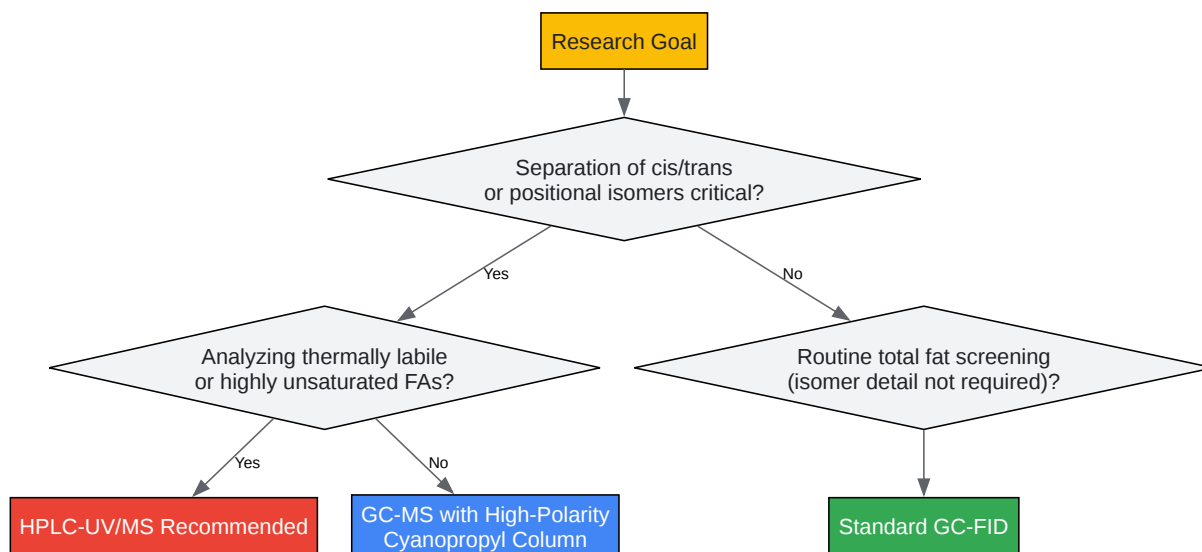 Research Goal
Separation of cis/trans
or positional isomers critical?
Yes
No
Analyzing thermally labile
or highly unsaturated FAs?
Routine total fat screening
(isomer detail not required)?
Yes
No
HPLC-UV/MS Recommended
GC-MS with High-Polarity
Cyanopropyl Column
Standard GC-FID